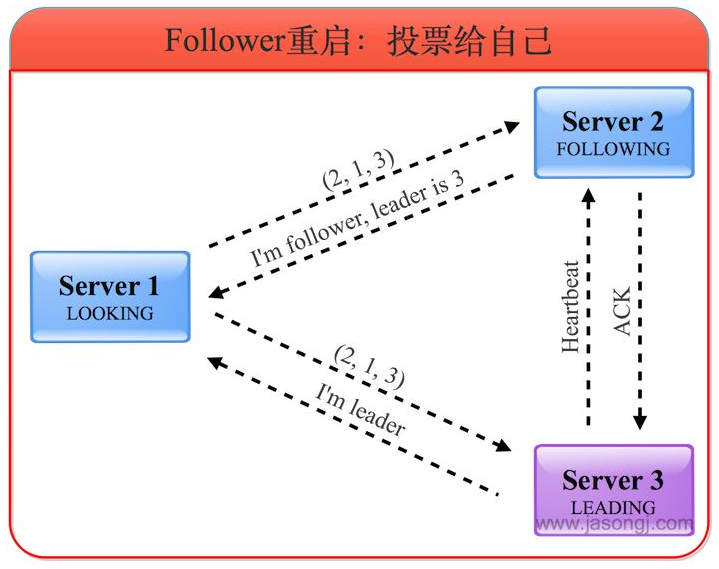 Follower重启：投票给自己
Server 2
FOLLOWING
(2, 1, 3)
I'm follower, leader is 3
Server 1
LOOKING
Heartbeat
ACK
(2, 1, 3)
I'm leader
Server 3
LEADING
www.jasongj.com